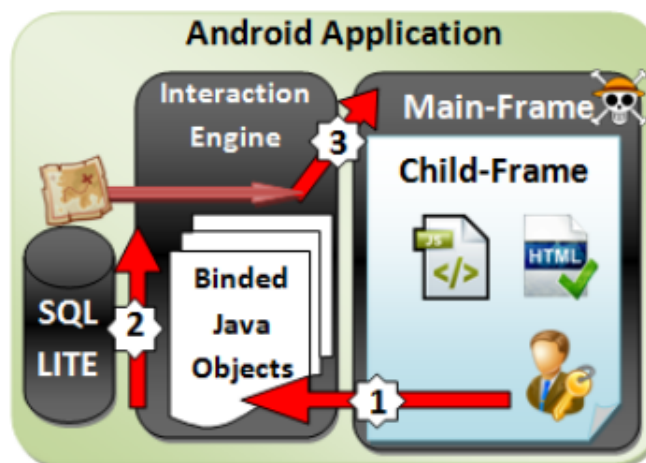 Android Application
Interaction
Engine
Main-Frame
3
Child-Frame
JS
</>
HTML
SQL
LITE
2
Binded
Java
Objects
1